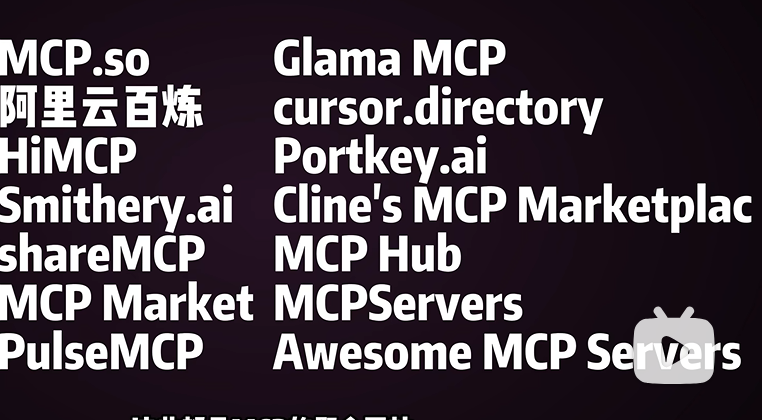 MCP.so
阿里云百炼
HiMCP
Smithery.ai
shareMCP
MCP Market
PulseMCP
Glama MCP
cursor.directory
Portkey.ai
Cline's MCP Marketplac
MCP Hub
MCPServers
Awesome MCP Servers